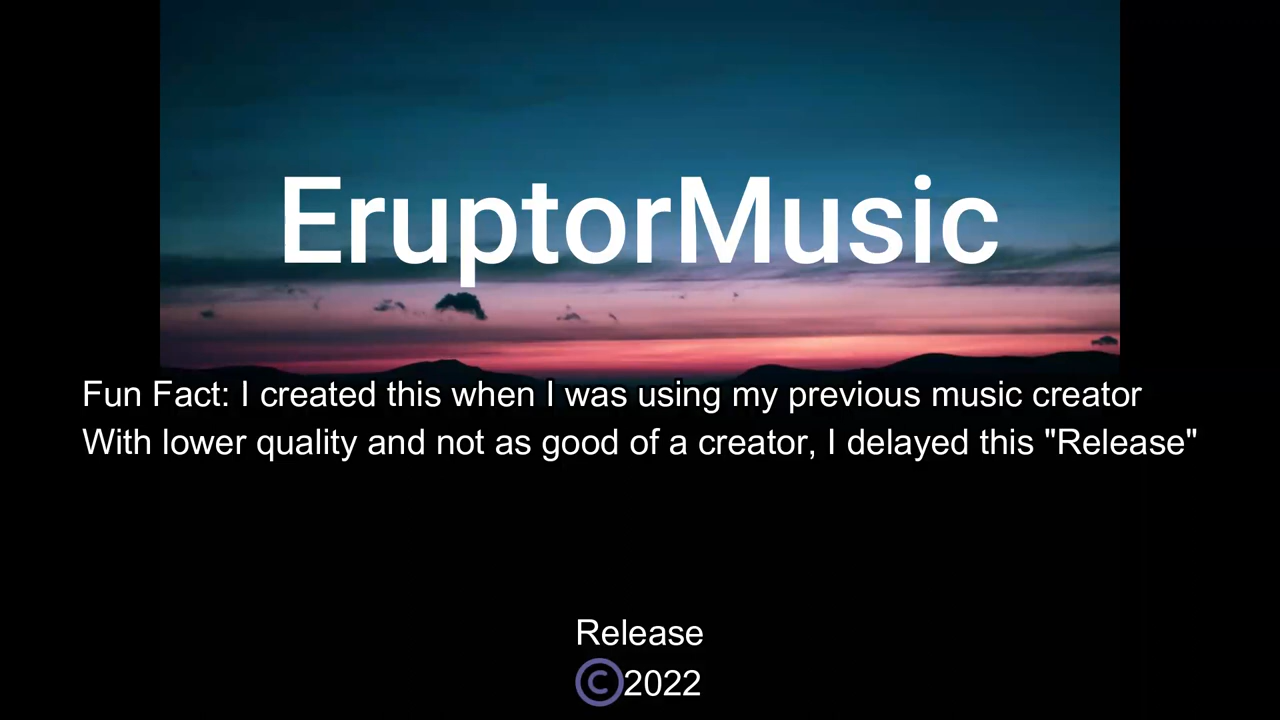 EruptorMusic
Fun Fact: I created this when I was using my previous music creator
With lower quality and not as good of a creator, I delayed this "Release"
Release
©2022